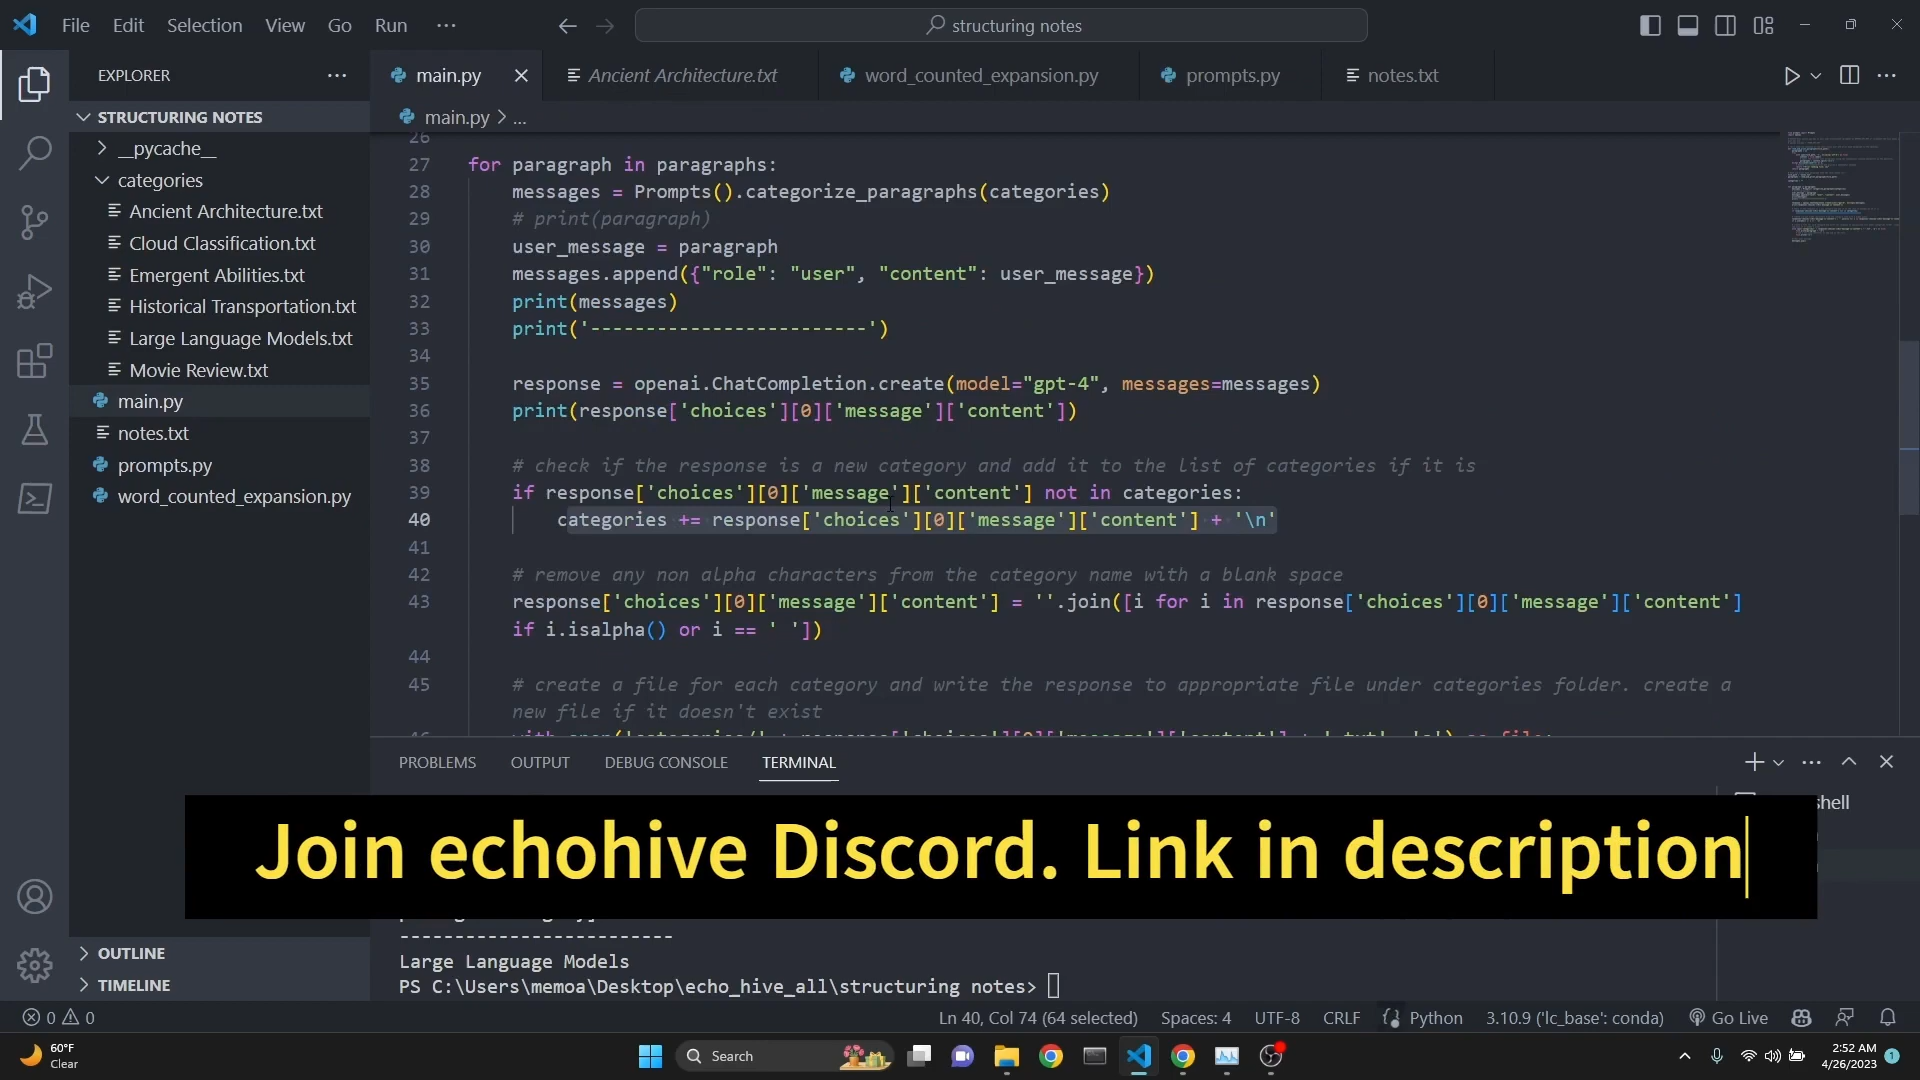 File Edit Selection View Go Run ···
structuring notes
EXPLORER ···
main.py
Ancient Architecture.txt
word_counted_expansion.py
prompts.py
notes.txt
main.py > ...
STRUCTURING NOTES
__pycache__
categories
Ancient Architecture.txt
Cloud Classification.txt
Emergent Abilities.txt
Historical Transportation.txt
Large Language Models.txt
Movie Review.txt
main.py
notes.txt
prompts.py
word_counted_expansion.py
OUTLINE
TIMELINE
26
27 for paragraph in paragraphs:
28 messages = Prompts().categorize_paragraphs(categories)
29 # print(paragraph)
30 user_message = paragraph
31 messages.append({"role": "user", "content": user_message})
32 print(messages)
33 print('-------------------------')
34
35 response = openai.ChatCompletion.create(model="gpt-4", messages=messages)
36 print(response['choices'][0]['message']['content'])
37
38 # check if the response is a new category and add it to the list of categories if it is
39 if response['choices'][0]['message']['content'] not in categories:
40 categories += response['choices'][0]['message']['content'] + '\n'
41
42 # remove any non alpha characters from the category name with a blank space
43 response['choices'][0]['message']['content'] = ''.join([i for i in response['choices'][0]['message']['content']
if i.isalpha() or i == ' '])
44
45 # create a file for each category and write the response to appropriate file under categories folder. create a
new file if it doesn't exist
PROBLEMS OUTPUT DEBUG CONSOLE TERMINAL
shell
Join echohive Discord. Link in description
-------------------------
Large Language Models
PS C:\Users\memoa\Desktop\echo_hive_all\structuring notes>
0 0
Ln 40, Col 74 (64 selected) Spaces: 4 UTF-8 CRLF Python 3.10.9 ('lc_base': conda) Go Live
60°F
Clear
Search
2:52 AM
4/26/2023
1